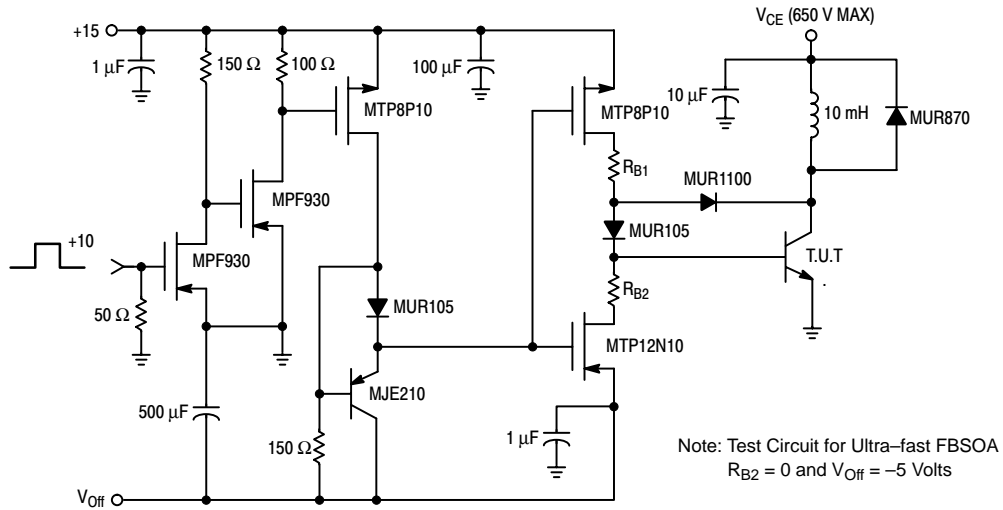 V_CE (650 V MAX)
+15
1 μF
150 Ω
100 Ω
MTP8P10
100 μF
MTP8P10
10 μF
10 mH
MUR870
R_B1
MUR1100
MPF930
MUR105
+10
MPF930
T.U.T
50 Ω
R_B2
MUR105
MTP12N10
MJE210
500 μF
150 Ω
1 μF
Note: Test Circuit for Ultra–fast FBSOA
R_B2 = 0 and V_Off = –5 Volts
V_Off